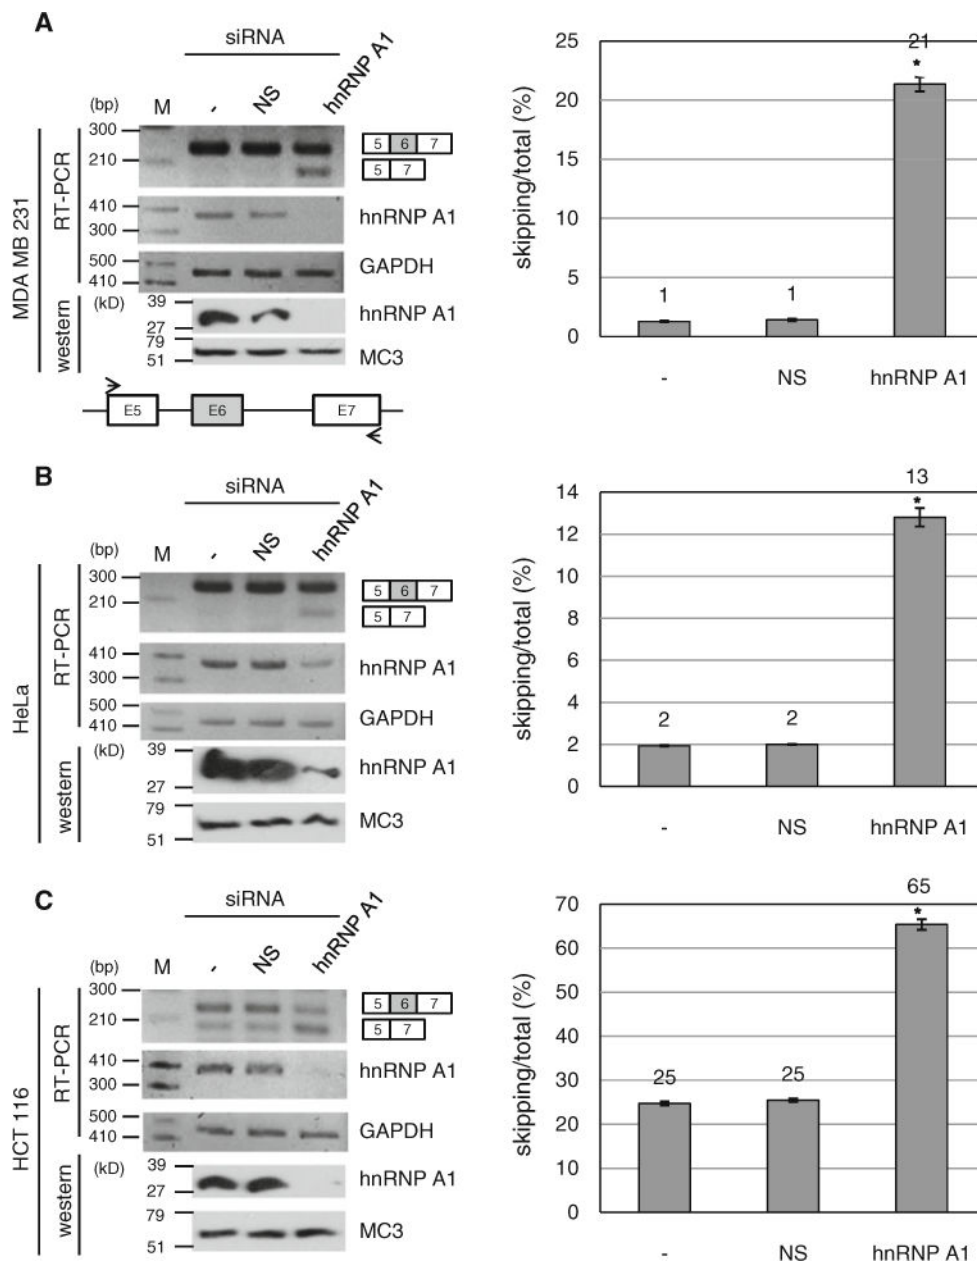 A
siRNA
(bp) M - NS hnRNP A1
300
210
5 6 7
5 7
410
300
hnRNP A1
500
410
GAPDH
RT-PCR
(kD)
39
27
hnRNP A1
79
51
MC3
western
MDA MB 231
E5 E6 E7
skipping/total (%)
25
20
15
10
5
0
1
1
21
*
- NS hnRNP A1
B
siRNA
(bp) M - NS hnRNP A1
300
210
5 6 7
5 7
410
300
hnRNP A1
500
410
GAPDH
RT-PCR
(kD)
39
27
hnRNP A1
79
51
MC3
western
HeLa
skipping/total (%)
14
12
10
8
6
4
2
0
2
2
13
*
- NS hnRNP A1
C
siRNA
(bp) M - NS hnRNP A1
300
210
5 6 7
5 7
410
300
hnRNP A1
500
410
GAPDH
RT-PCR
(kD)
39
27
hnRNP A1
79
51
MC3
western
HCT 116
skipping/total (%)
70
60
50
40
30
20
10
0
25
25
65
*
- NS hnRNP A1